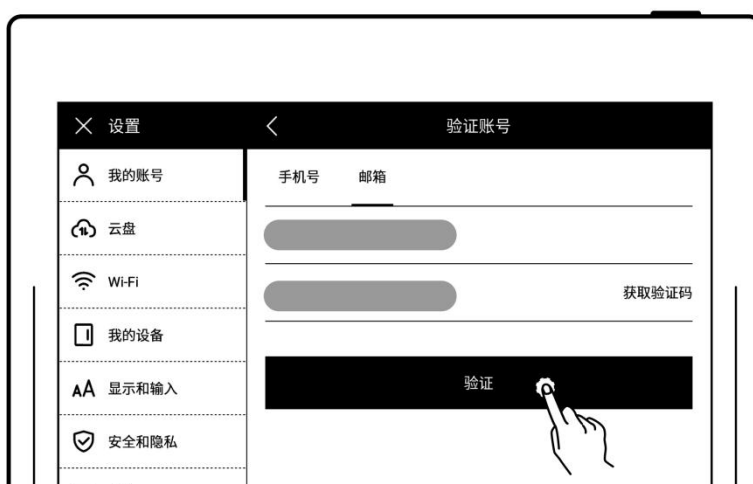 设置
验证账号
我的账号
云盘
Wi-Fi
我的设备
显示和输入
安全和隐私
手机号 邮箱
获取验证码
验证